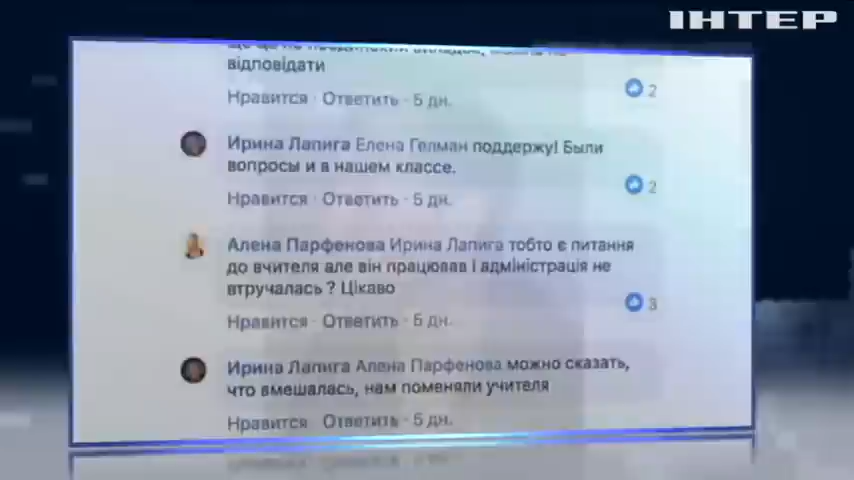 ІНТЕР
відповідати
Нравится · Ответить · 5 дн.
2
Ирина Лапига Елена Гелман поддержу! Были
вопросы и в нашем классе.
2
Нравится · Ответить · 5 дн.
Алена Парфенова Ирина Лапига тобто є питання
до вчителя але він працював і адміністрація не
втручалась ? Цікаво
3
Нравится · Ответить · 5 дн.
Ирина Лапига Алена Парфенова можно сказать,
что вмешалась, нам поменяли учителя
Нравится · Ответить · 5 дн.